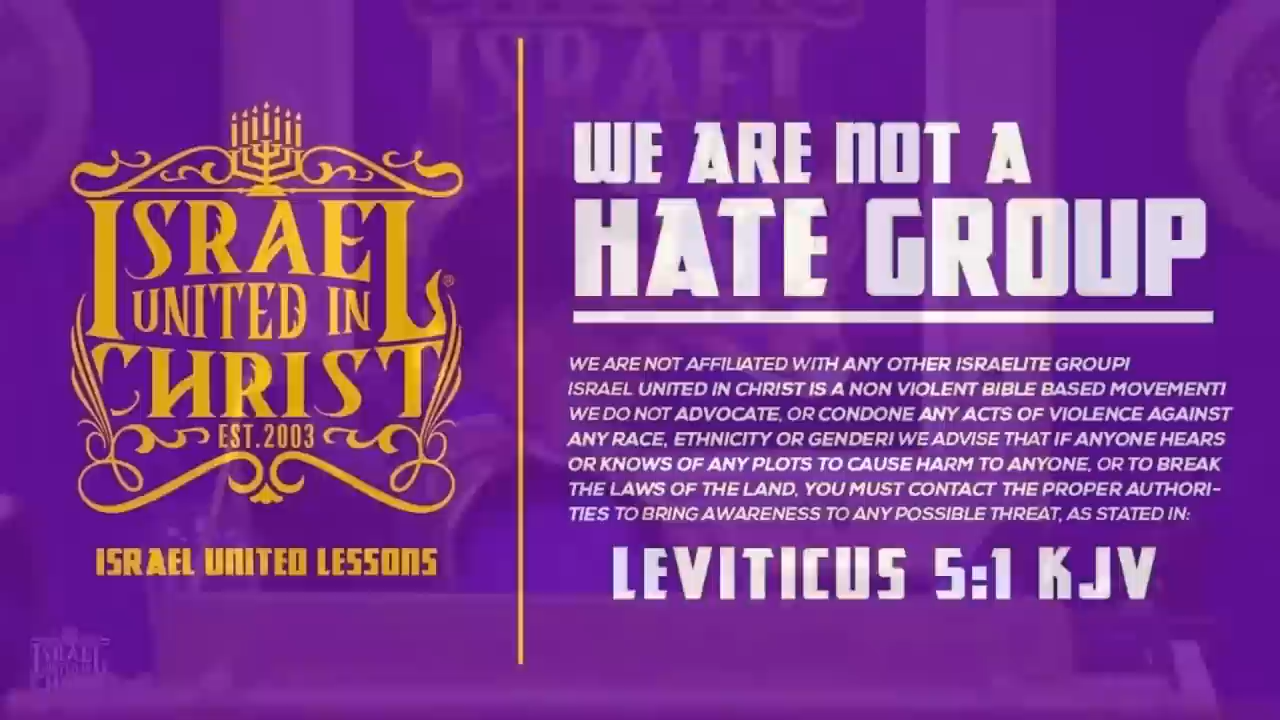 ISRAEL
UNITED IN
CHRIST
EST.2003
ISRAEL UNITED LESSONS
WE ARE NOT A
HATE GROUP
WE ARE NOT AFFILIATED WITH ANY OTHER ISRAELITE GROUP!
ISRAEL UNITED IN CHRIST IS A NON VIOLENT BIBLE BASED MOVEMENT!
WE DO NOT ADVOCATE, OR CONDONE ANY ACTS OF VIOLENCE AGAINST
ANY RACE, ETHNICITY OR GENDER! WE ADVISE THAT IF ANYONE HEARS
OR KNOWS OF ANY PLOTS TO CAUSE HARM TO ANYONE, OR TO BREAK
THE LAWS OF THE LAND, YOU MUST CONTACT THE PROPER AUTHORI-
TIES TO BRING AWARENESS TO ANY POSSIBLE THREAT, AS STATED IN:
LEVITICUS 5:1 KJV
ISRAEL